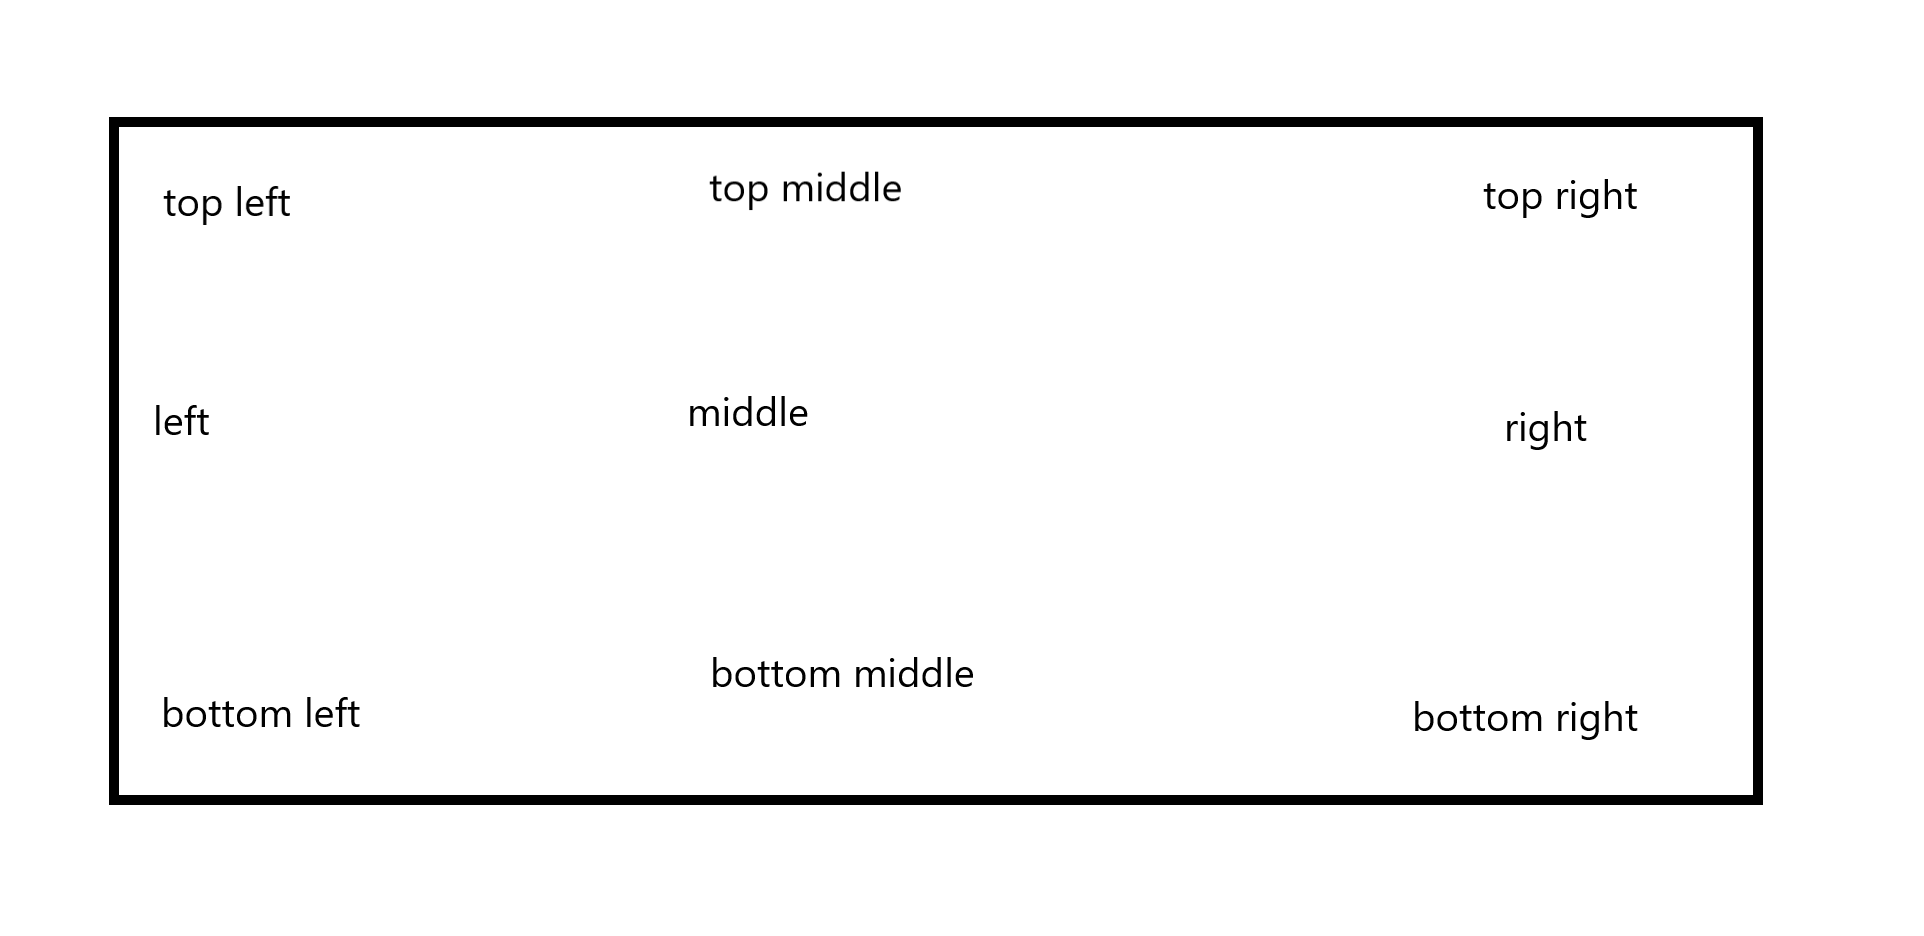 top left
top middle
top right
left
middle
right
bottom left
bottom middle
bottom right